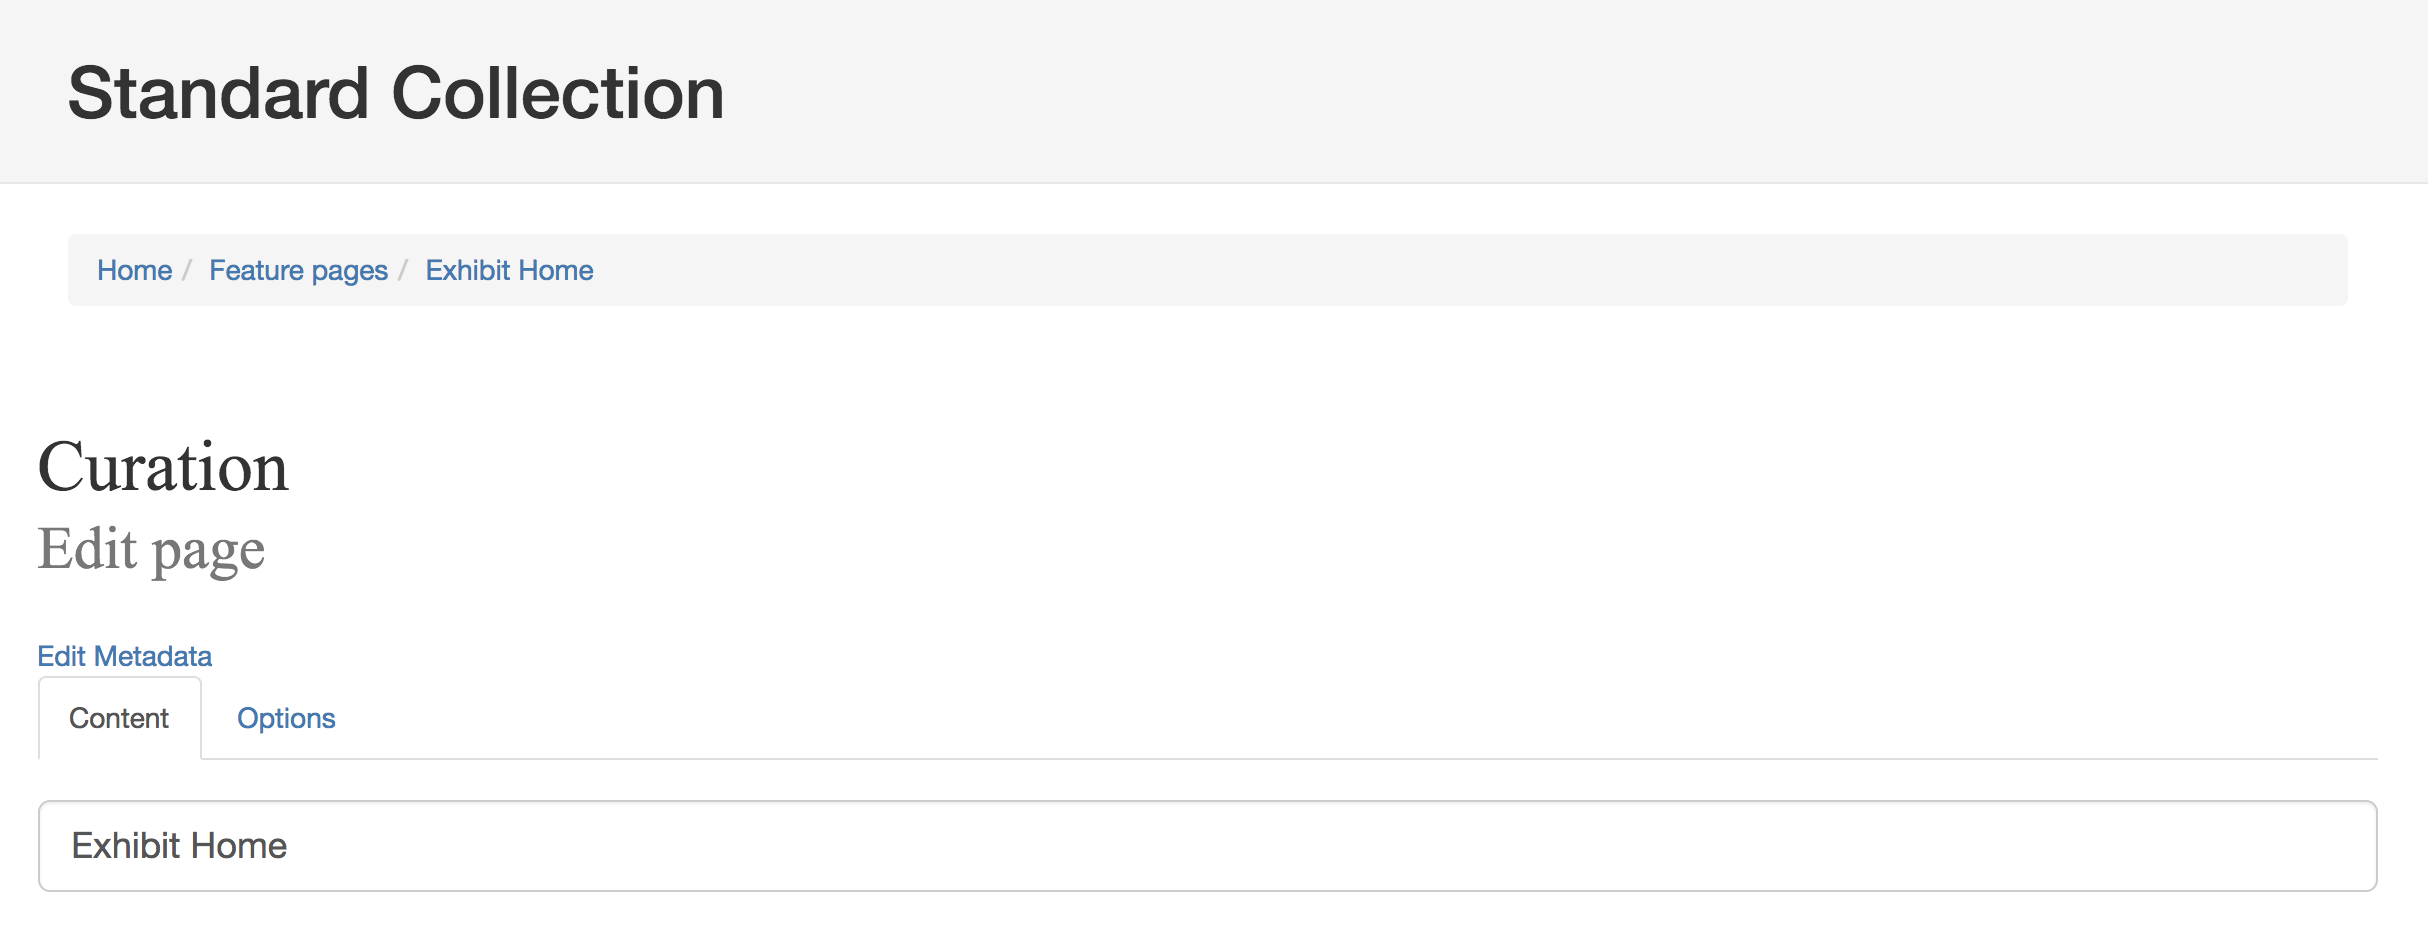 Standard Collection
Home / Feature pages / Exhibit Home
Curation
Edit page
Edit Metadata
Content Options
Exhibit Home